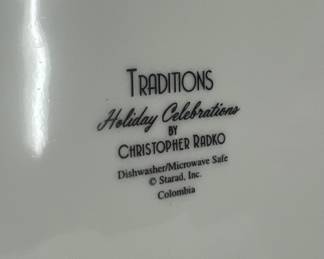 TRADITIONS
Holiday Celebrations
BY
CHRISTOPHER RADKO
Dishwasher/Microwave Safe
© Starad, Inc.
Colombia